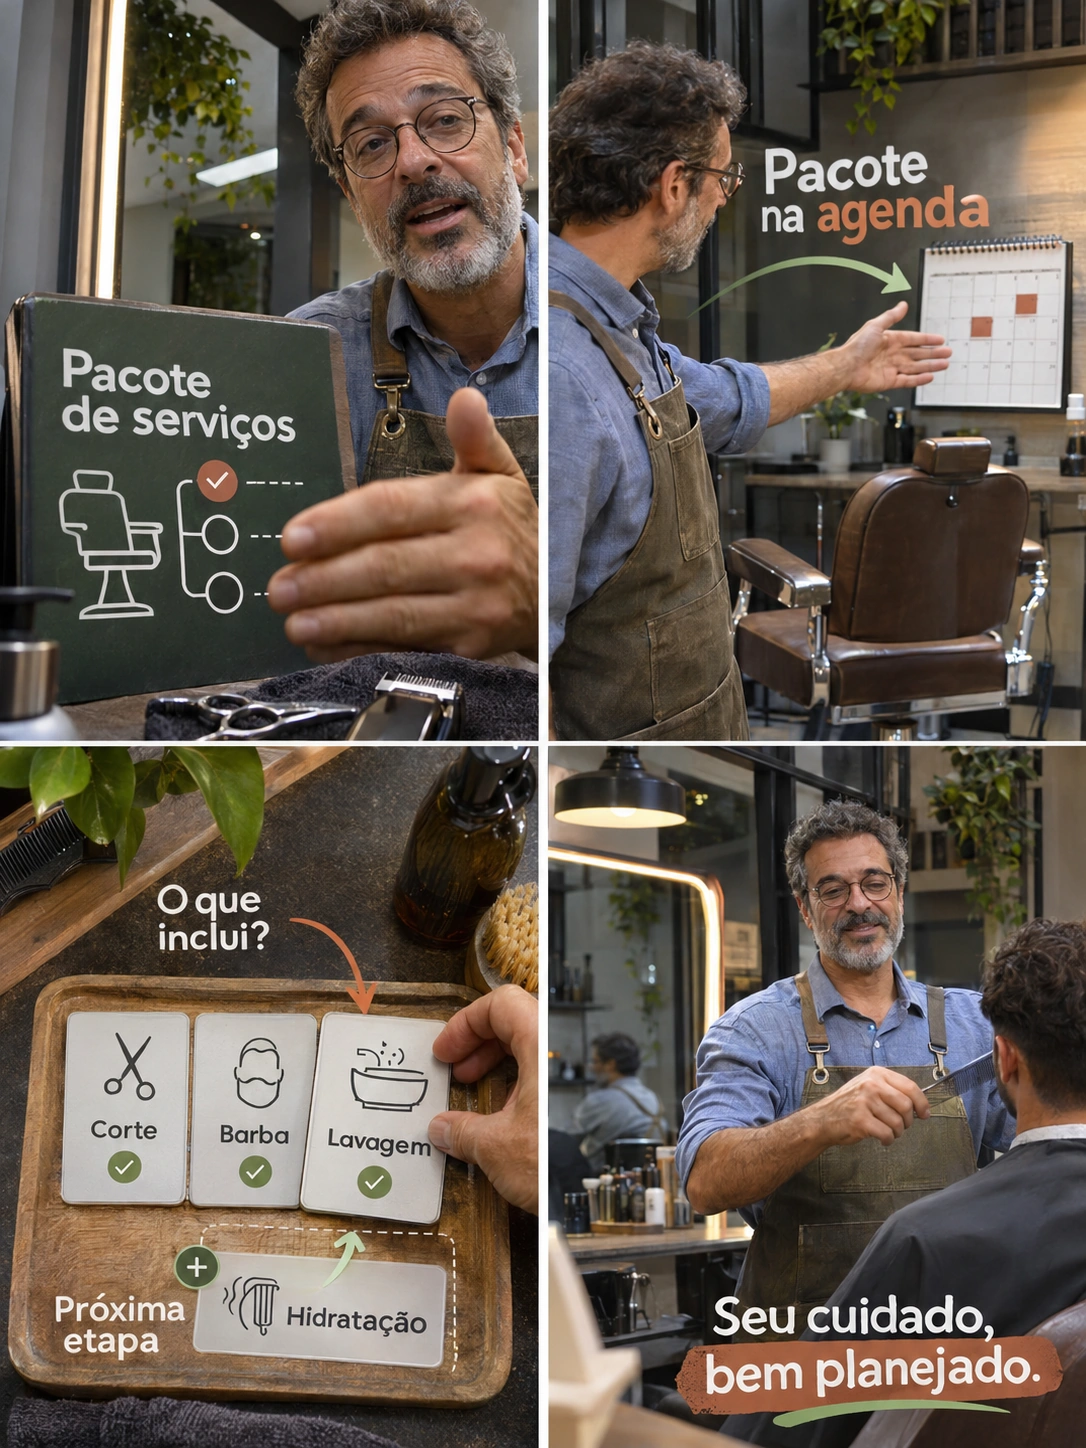 Pacote
de serviços
Pacote
na agenda
O que
inclui?
Corte
Barba
Lavagem
Próxima
etapa
Hidratação
Seu cuidado,
bem planejado.